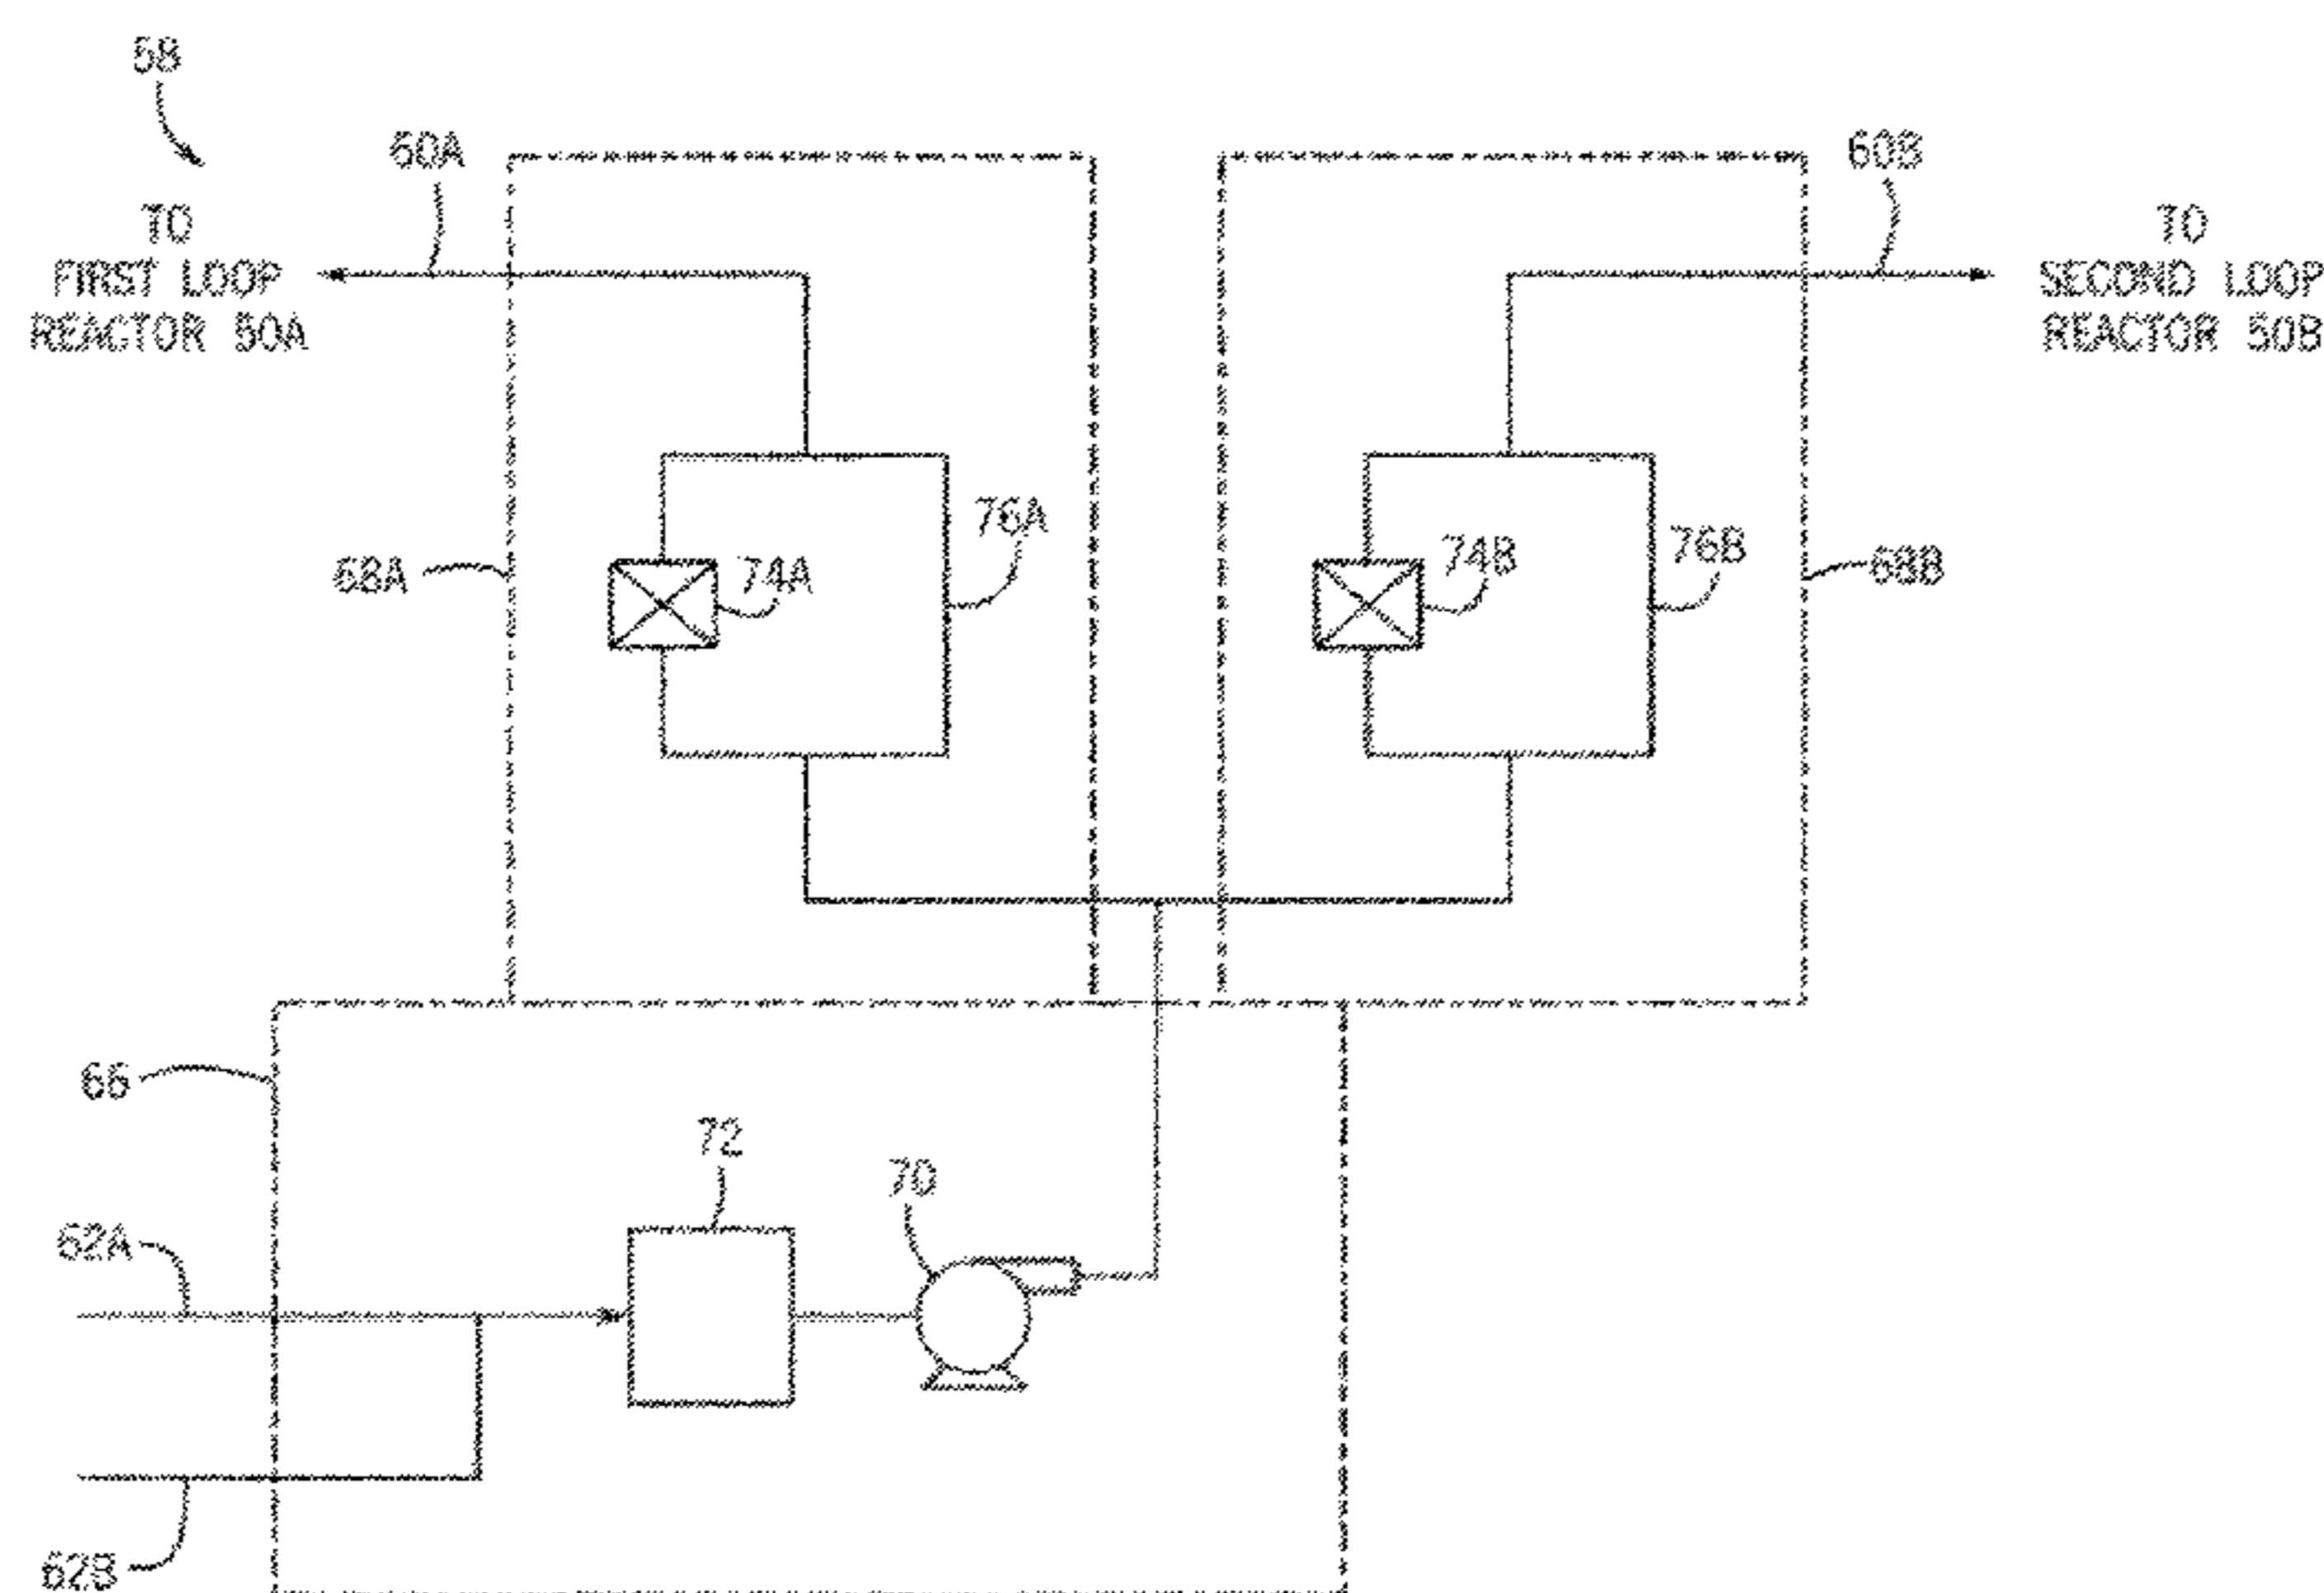 58
60A
60B
TO
FIRST LOOP
REACTOR 50A
TO
SECOND LOOP
REACTOR 50B
76A
74A
68A
76B
74B
68B
66
72
70
62A
62B